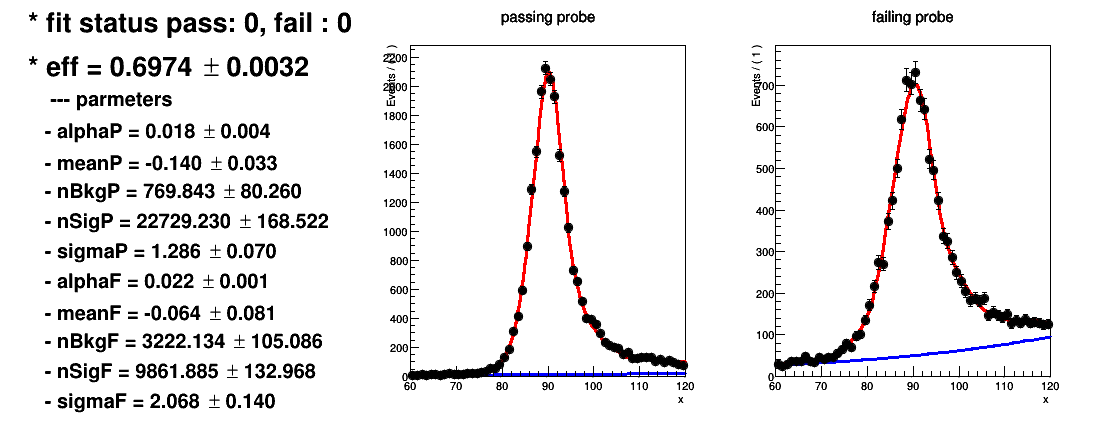 * fit status pass: 0, fail : 0
* eff = 0.6974 ± 0.0032
--- parmeters
- alphaP = 0.018 ± 0.004
- meanP = -0.140 ± 0.033
- nBkgP = 769.843 ± 80.260
- nSigP = 22729.230 ± 168.522
- sigmaP = 1.286 ± 0.070
- alphaF = 0.022 ± 0.001
- meanF = -0.064 ± 0.081
- nBkgF = 3222.134 ± 105.086
- nSigF = 9861.885 ± 132.968
- sigmaF = 2.068 ± 0.140
passing probe
Events / ( 1 )
2200
2000
1800
1600
1400
1200
1000
800
600
400
200
0
60 70 80 90 100 110 120
x
failing probe
Events / ( 1 )
700
600
500
400
300
200
100
0
60 70 80 90 100 110 120
x